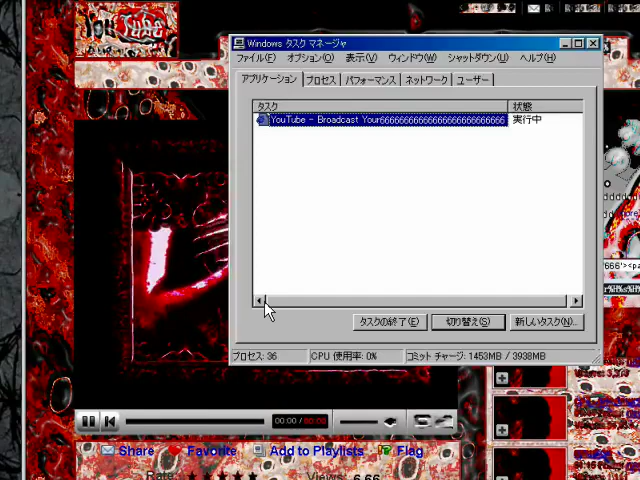 You Tube
Windows タスク マネージャ
ファイル(F) オプション(O) 表示(V) ウィンドウ(W) シャットダウン(U) ヘルプ(H)
アプリケーション プロセス パフォーマンス ネットワーク ユーザー
タスク 状態
YouTube - Broadcast Your666666666666666666666666 実行中
タスクの終了(E) 切り替え(S) 新しいタスク(N)...
プロセス: 36 CPU 使用率: 0% コミット チャージ: 1453MB / 3938MB
00:00 / 00:00
Share Favorite Add to Playlists Flag
Rate: Views: 6,66